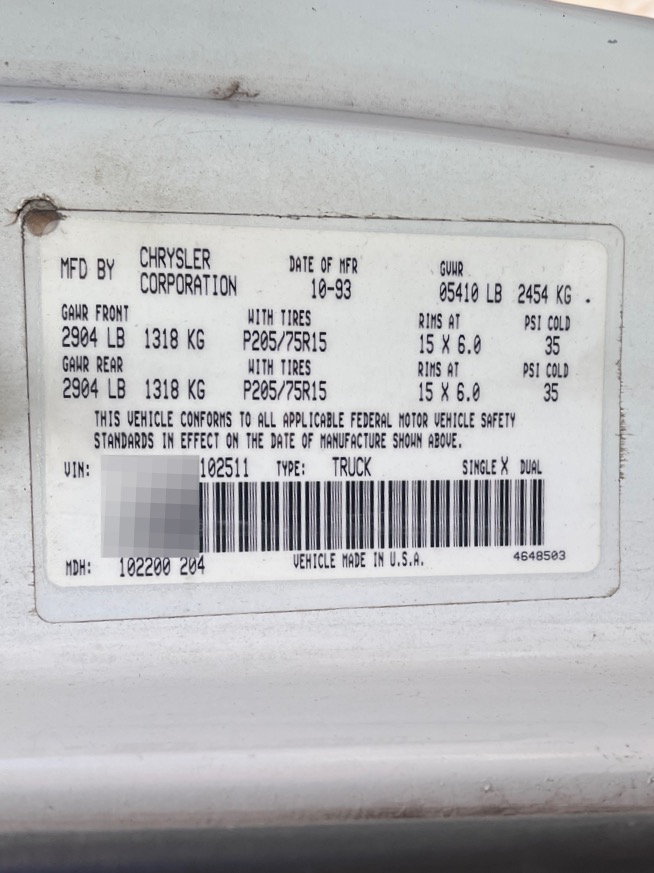 MFD BY CHRYSLER CORPORATION DATE OF MFR 10-93 GVWR 05410 LB 2454 KG .
GAWR FRONT WITH TIRES RIMS AT PSI COLD
2904 LB 1318 KG P205/75R15 15 X 6.0 35
GAWR REAR WITH TIRES RIMS AT PSI COLD
2904 LB 1318 KG P205/75R15 15 X 6.0 35
THIS VEHICLE CONFORMS TO ALL APPLICABLE FEDERAL MOTOR VEHICLE SAFETY
STANDARDS IN EFFECT ON THE DATE OF MANUFACTURE SHOWN ABOVE.
VIN: 102511 TYPE: TRUCK SINGLE X DUAL
MDH: 102200 204 VEHICLE MADE IN U.S.A. 4648503